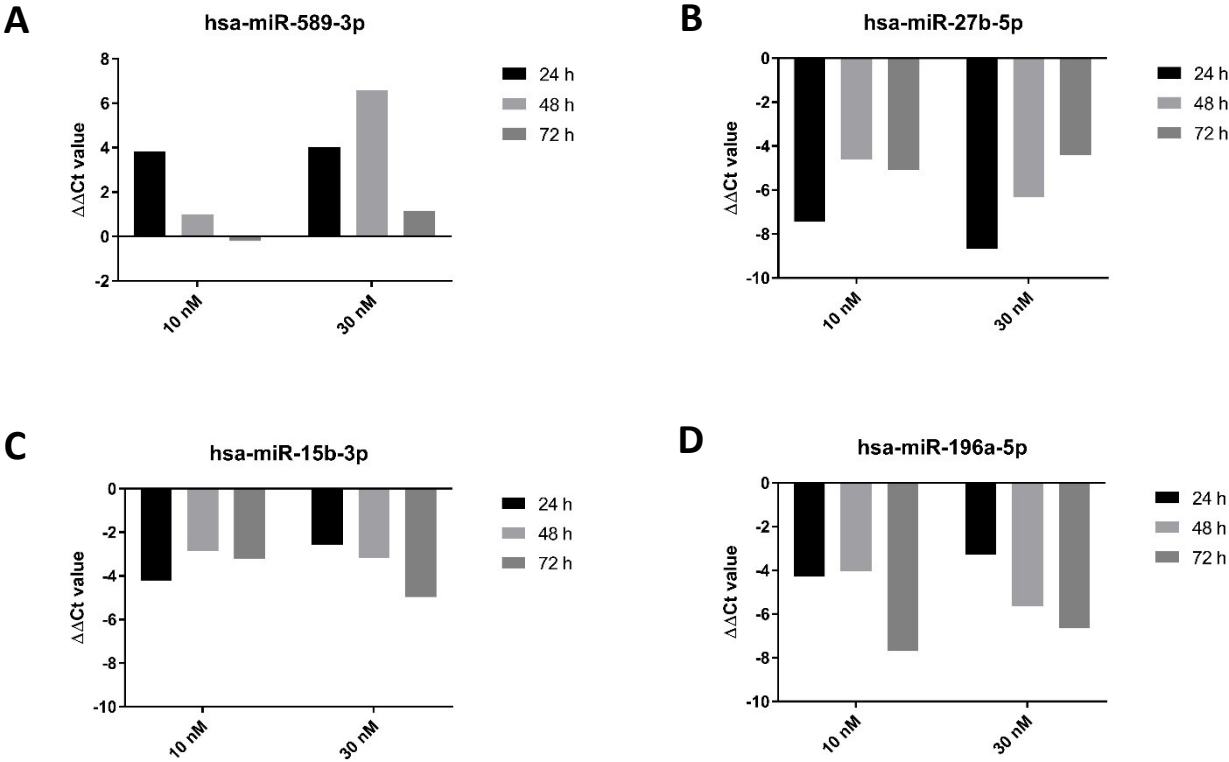 A
hsa-miR-589-3p
ΔΔCt value
8
6
4
2
0
-2
10 nM
30 nM
24 h
48 h
72 h
B
hsa-miR-27b-5p
ΔΔCt value
0
-2
-4
-6
-8
-10
10 nM
30 nM
24 h
48 h
72 h
C
hsa-miR-15b-3p
ΔΔCt value
0
-2
-4
-6
-8
-10
10 nM
30 nM
24 h
48 h
72 h
D
hsa-miR-196a-5p
ΔΔCt value
0
-2
-4
-6
-8
-10
10 nM
30 nM
24 h
48 h
72 h